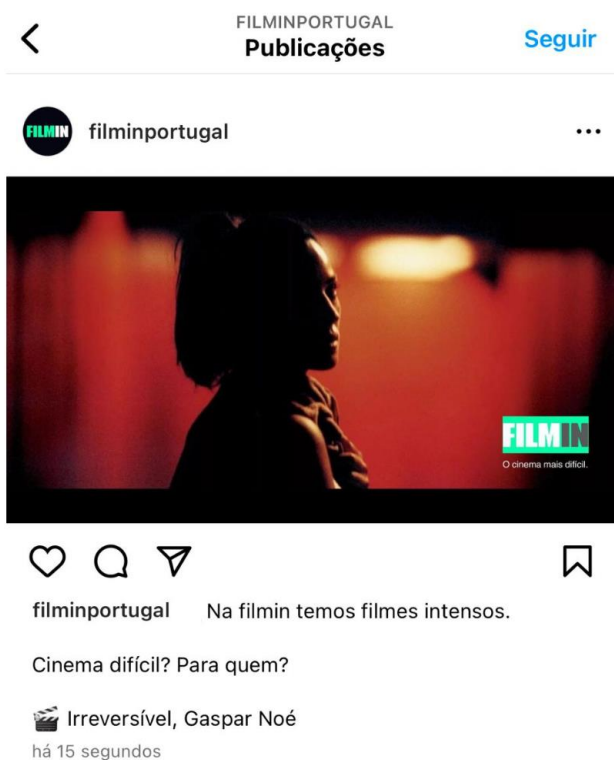 FILMINPORTUGAL
Publicações
Seguir
FILMIN
filminportugal
FILMIN
O cinema mais difícil.
filminportugal Na filmin temos filmes intensos.
Cinema difícil? Para quem?
🎬 Irreversível, Gaspar Noé
há 15 segundos